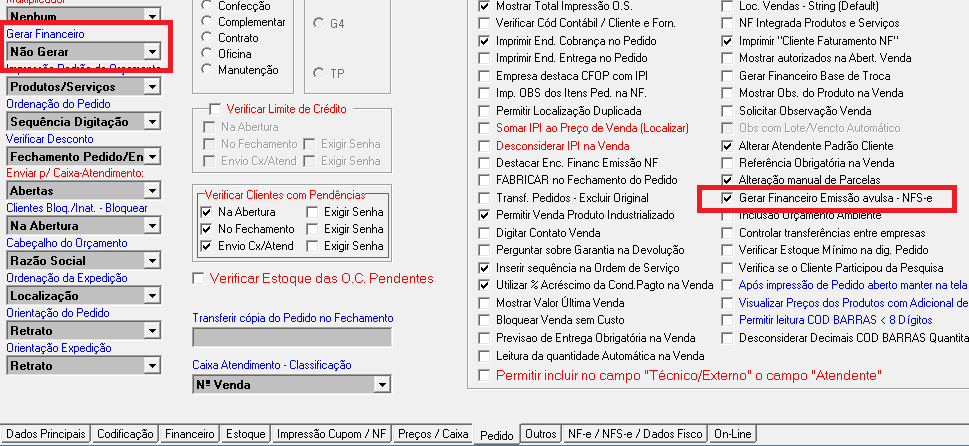 Multiplicador
Nenhum
Gerar Financeiro
Não Gerar
Impressão Padrão do Orçamento
Produtos/Serviços
Ordenação do Pedido
Sequência Digitação
Verificar Desconto
Fechamento Pedido/En
Enviar p/ Caixa-Atendimento:
Abertas
Clientes Bloq./Inat. - Bloquear
Na Abertura
Cabeçalho do Orçamento
Razão Social
Ordenação da Expedição
Localização
Orientação do Pedido
Retrato
Orientação Expedição
Retrato
Confecção
Complementar
Contrato
Oficina
Manutenção
G4
TP
Verificar Limite de Crédito
Na Abertura
No Fechamento Exigir Senha
Envio Cx/Atend Exigir Senha
Verificar Clientes com Pendências
Na Abertura Exigir Senha
No Fechamento Exigir Senha
Envio Cx/Atend Exigir Senha
Verificar Estoque das O.C. Pendentes
Transferir cópia do Pedido no Fechamento
Caixa Atendimento - Classificação
Nº Venda
Mostrar Total Impressão O.S.
Verificar Cód Contábil / Cliente e Forn.
Imprimir End. Cobrança no Pedido
Imprimir End. Entrega no Pedido
Empresa destaca CFOP com IPI
Imp. OBS dos Itens Ped. na NF.
Permitir Localização Duplicada
Somar IPI ao Preço de Venda (Localizar)
Desconsiderar IPI na Venda
Destacar Enc. Financ Emissão NF
FABRICAR no Fechamento do Pedido
Transf. Pedidos - Excluir Original
Permitir Venda Produto Industrializado
Digitar Contato Venda
Perguntar sobre Garantia na Devolução
Inserir sequência na Ordem de Serviço
Utilizar % Acréscimo da Cond.Pagto na Venda
Mostrar Valor Última Venda
Bloquear Venda sem Custo
Previsao de Entrega Obrigatória na Venda
Leitura da quantidade Automática na Venda
Permitir incluir no campo "Técnico/Externo" o campo "Atendente"
Loc. Vendas - String (Default)
NF Integrada Produtos e Serviços
Imprimir "Cliente Faturamento NF"
Mostrar autorizados na Abert. Venda
Gerar Financeiro Base de Troca
Mostrar Obs. do Produto na Venda
Solicitar Observação Venda
Obs com Lote/Vencto Automático
Alterar Atendente Padrão Cliente
Referência Obrigatória na Venda
Alteração manual de Parcelas
Gerar Financeiro Emissão avulsa - NFS-e
Inclusão Orçamento Ambiente
Controlar transferências entre empresas
Verificar Estoque Mínimo na dig. Pedido
Verifica se o Cliente Participou da Pesquisa
Após impressão de Pedido aberto manter na tela
Visualizar Preços dos Produtos com Adicional de
Permitir leitura COD BARRAS < 8 Dígitos
Desconsiderar Decimais COD BARRAS Quantita
Dados Principais Codificação Financeiro Estoque Impressão Cupom / NF Preços / Caixa Pedido Outros NF-e / NFS-e / Dados Fisco On-Line